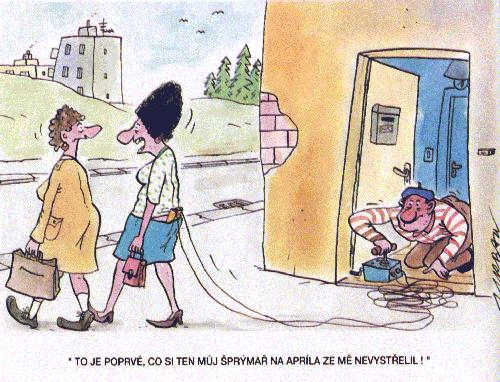 " TO JE POPRVÉ, CO SI TEN MŮJ ŠPRÝMAŘ NA APRÍLA ZE MĚ NEVYSTŘELIL ! "